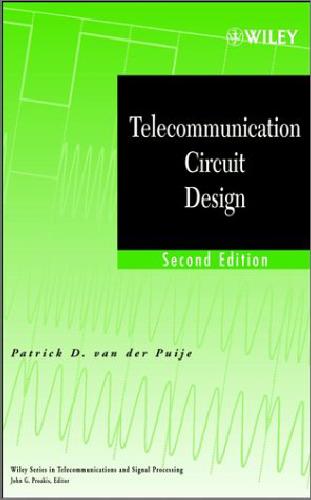 WILEY
Telecommunication
Circuit
Design
Second Edition
Patrick D. van der Puije
Wiley Series in Telecommunications and Signal Processing
John G. Proakis, Editor